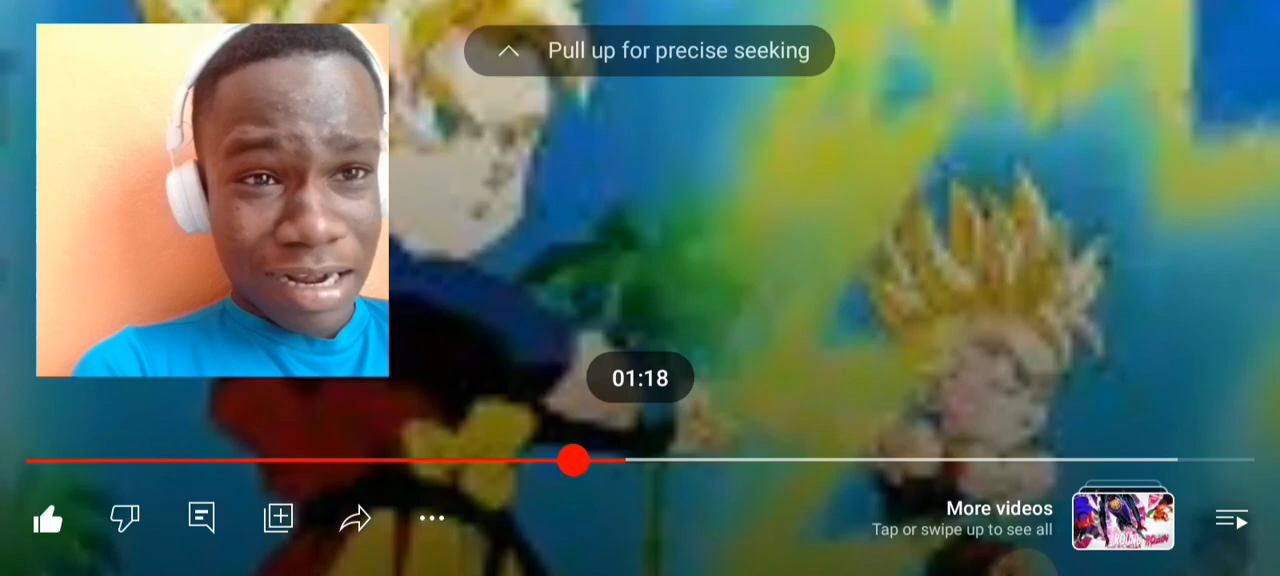 Pull up for precise seeking
01:18
More videos
Tap or swipe up to see all